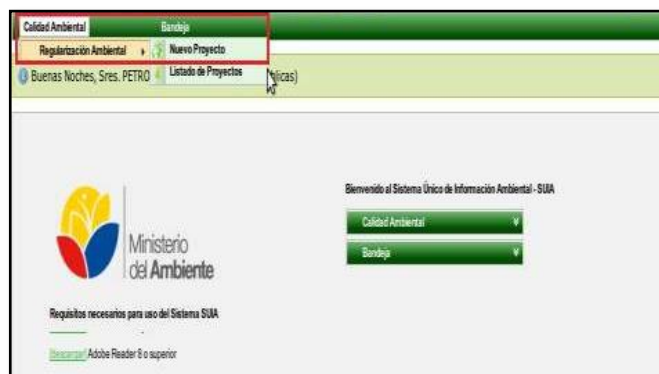 Calidad Ambiental Bandeja
Regularización Ambiental Nuevo Proyecto
Listado de Proyectos
Buenas Noches, Sres. PETRO licas)
Bienvenido al Sistema Único de Información Ambiental - SUIA
Calidad Ambiental
Bandeja
Ministerio
del Ambiente
Requisitos necesarios para uso del Sistema SUIA
[descargar] Adobe Reader 8 o superior